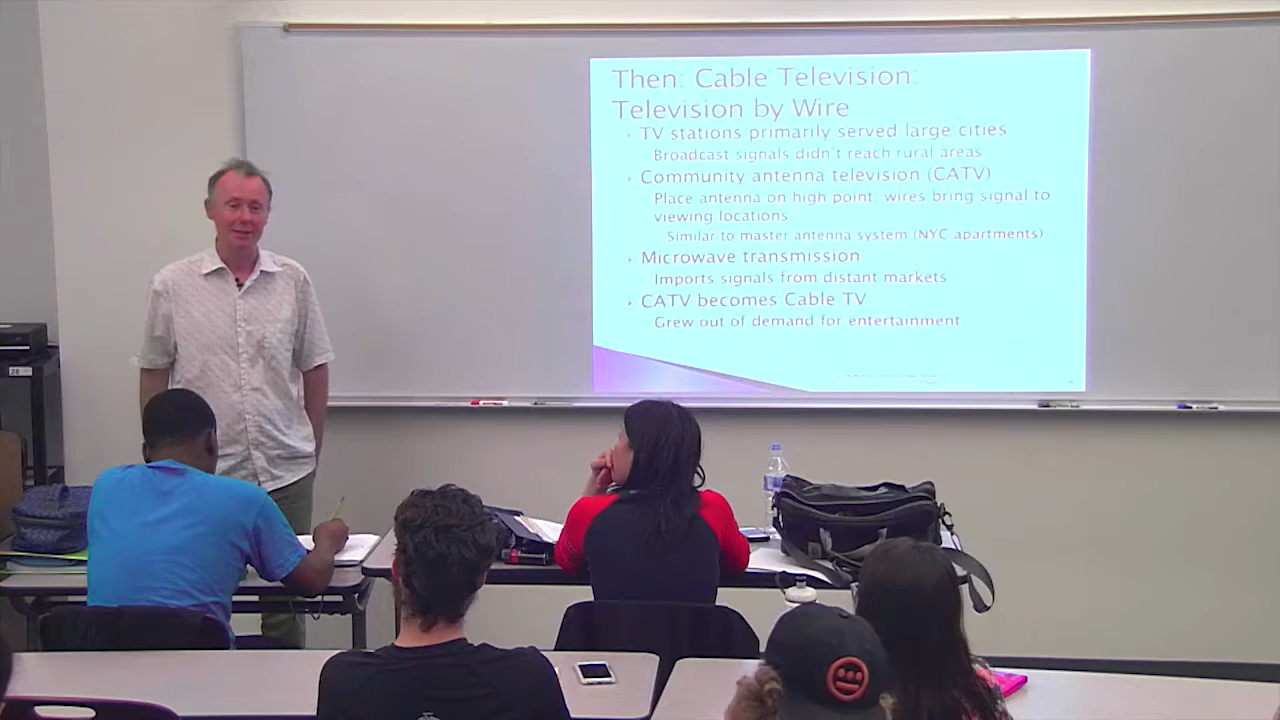 Then: Cable Television:
Television by Wire
TV stations primarily served large cities
Broadcast signals didn't reach rural areas
Community antenna television (CATV)
Place antenna on high point, wires bring signal to
viewing locations
Similar to master antenna system (NYC apartments)
Microwave transmission
Imports signals from distant markets
CATV becomes Cable TV
Grew out of demand for entertainment
28